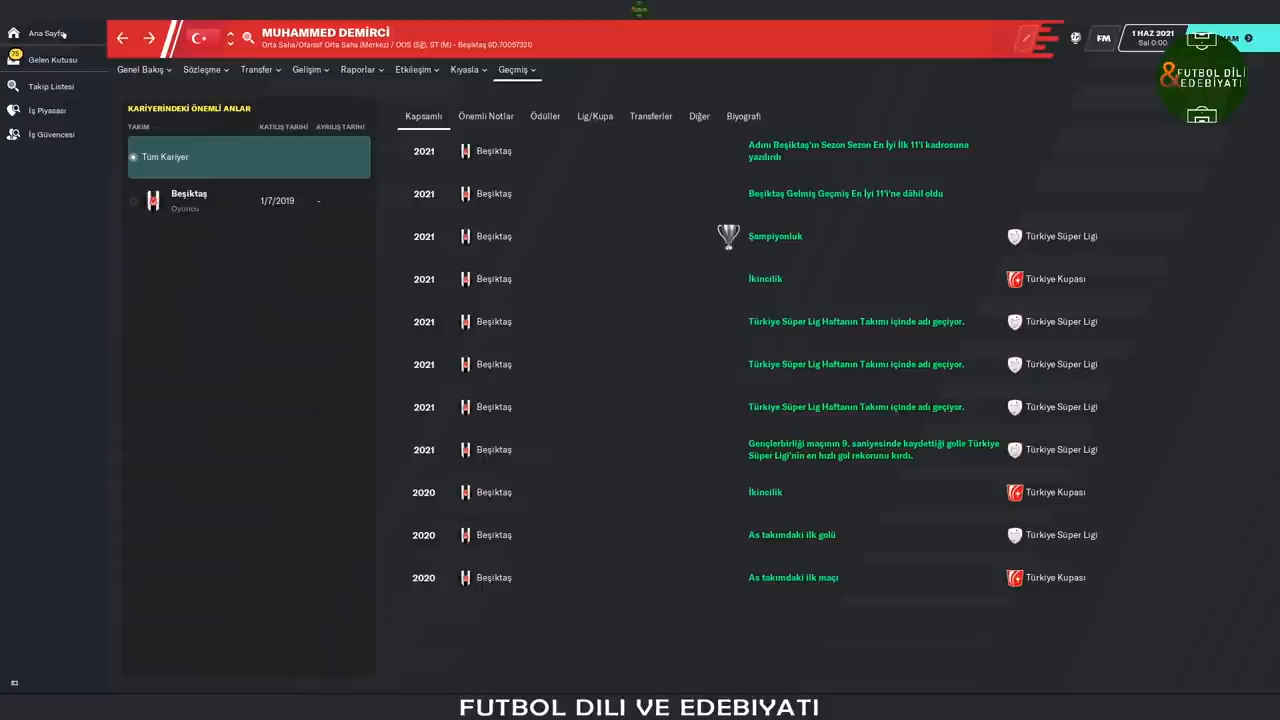 Ana Sayfa
75
Gelen Kutusu
Takip Listesi
İş Piyasası
İş Güvencesi
MUHAMMED DEMİRCİ
Orta Saha/Ofansif Orta Saha (Merkez) / OOS (Sğ), ST (M) - Beşiktaş (ID:70057321)
FM
1 HAZ 2021
Sal 0:00
&FUTBOL DİLİ
EDEBİYATI
Genel Bakış Sözleşme Transfer Gelişim Raporlar Etkileşim Kıyasla Geçmiş
KARİYERİNDEKİ ÖNEMLİ ANLAR
TAKIM KATILIŞ TARİHİ AYRILIŞ TARİHİ
Tüm Kariyer
Beşiktaş 1/7/2019 -
Oyuncu
Kapsamlı Önemli Notlar Ödüller Lig/Kupa Transferler Diğer Biyografi
2021 Beşiktaş Adını Beşiktaş'ın Sezon Sezon En İyi İlk 11'i kadrosuna
yazdırdı
2021 Beşiktaş Beşiktaş Gelmiş Geçmiş En İyi 11'i'ne dâhil oldu
2021 Beşiktaş Şampiyonluk Türkiye Süper Ligi
2021 Beşiktaş İkincilik Türkiye Kupası
2021 Beşiktaş Türkiye Süper Lig Haftanın Takımı içinde adı geçiyor. Türkiye Süper Ligi
2021 Beşiktaş Türkiye Süper Lig Haftanın Takımı içinde adı geçiyor. Türkiye Süper Ligi
2021 Beşiktaş Türkiye Süper Lig Haftanın Takımı içinde adı geçiyor. Türkiye Süper Ligi
2021 Beşiktaş Gençlerbirliği maçının 9. saniyesinde kaydettiği golle Türkiye
Süper Ligi'nin en hızlı gol rekorunu kırdı. Türkiye Süper Ligi
2020 Beşiktaş İkincilik Türkiye Kupası
2020 Beşiktaş As takımdaki ilk golü Türkiye Süper Ligi
2020 Beşiktaş As takımdaki ilk maçı Türkiye Kupası
FUTBOL DILI VE EDEBIYATI